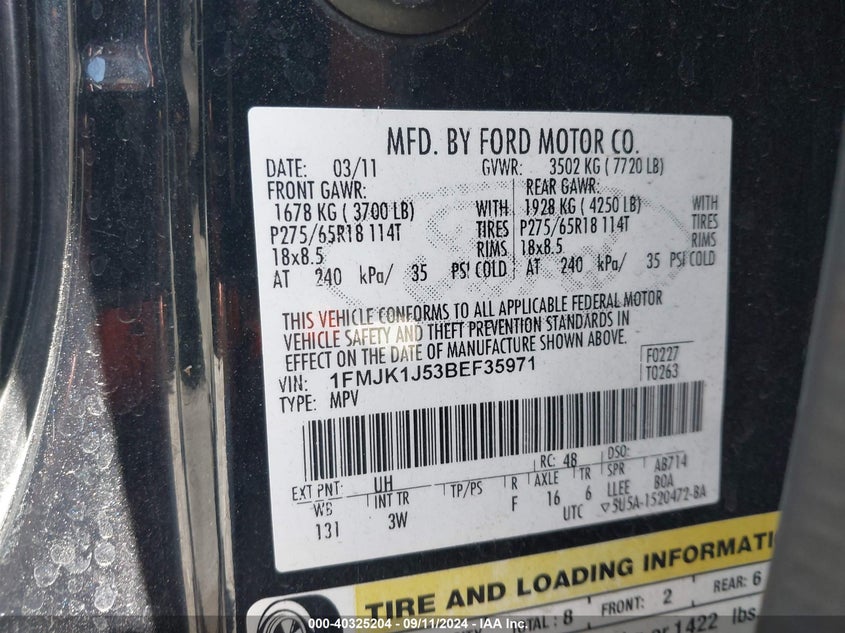 MFD. BY FORD MOTOR CO.
DATE: 03/11 GVWR: 3502 KG ( 7720 LB)
FRONT GAWR: REAR GAWR:
1678 KG ( 3700 LB) WITH 1928 KG ( 4250 LB) WITH
P275/65R18 114T TIRES P275/65R18 114T TIRES
18x8.5 RIMS 18x8.5 RIMS
AT 240 kPa/ 35 PSI COLD AT 240 kPa/ 35 PSI COLD
THIS VEHICLE CONFORMS TO ALL APPLICABLE FEDERAL MOTOR
VEHICLE SAFETY AND THEFT PREVENTION STANDARDS IN
EFFECT ON THE DATE OF MANUFACTURE SHOWN ABOVE.
VIN: 1FMJK1J53BEF35971 F0227
TYPE: MPV T0263
EXT PNT: UH RC: 48 DSO:
WB INT TR TP/PS R AXLE TR SPR AB714
131 3W F 16 6 LLEE BOA
UTC ▽5U5A-1520472-BA
TIRE AND LOADING INFORMATI
TOTAL: 8 FRONT: 2 REAR: 6
1422 lbs.
000-40325204 - 09/11/2024 - IAA Inc.